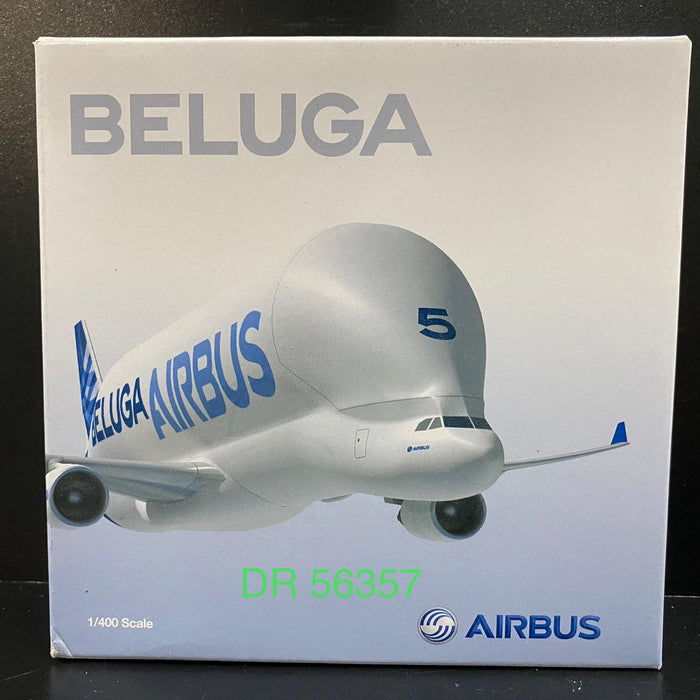 BELUGA
5
BELUGA AIRBUS
AIRBUS
DR 56357
1/400 Scale
AIRBUS